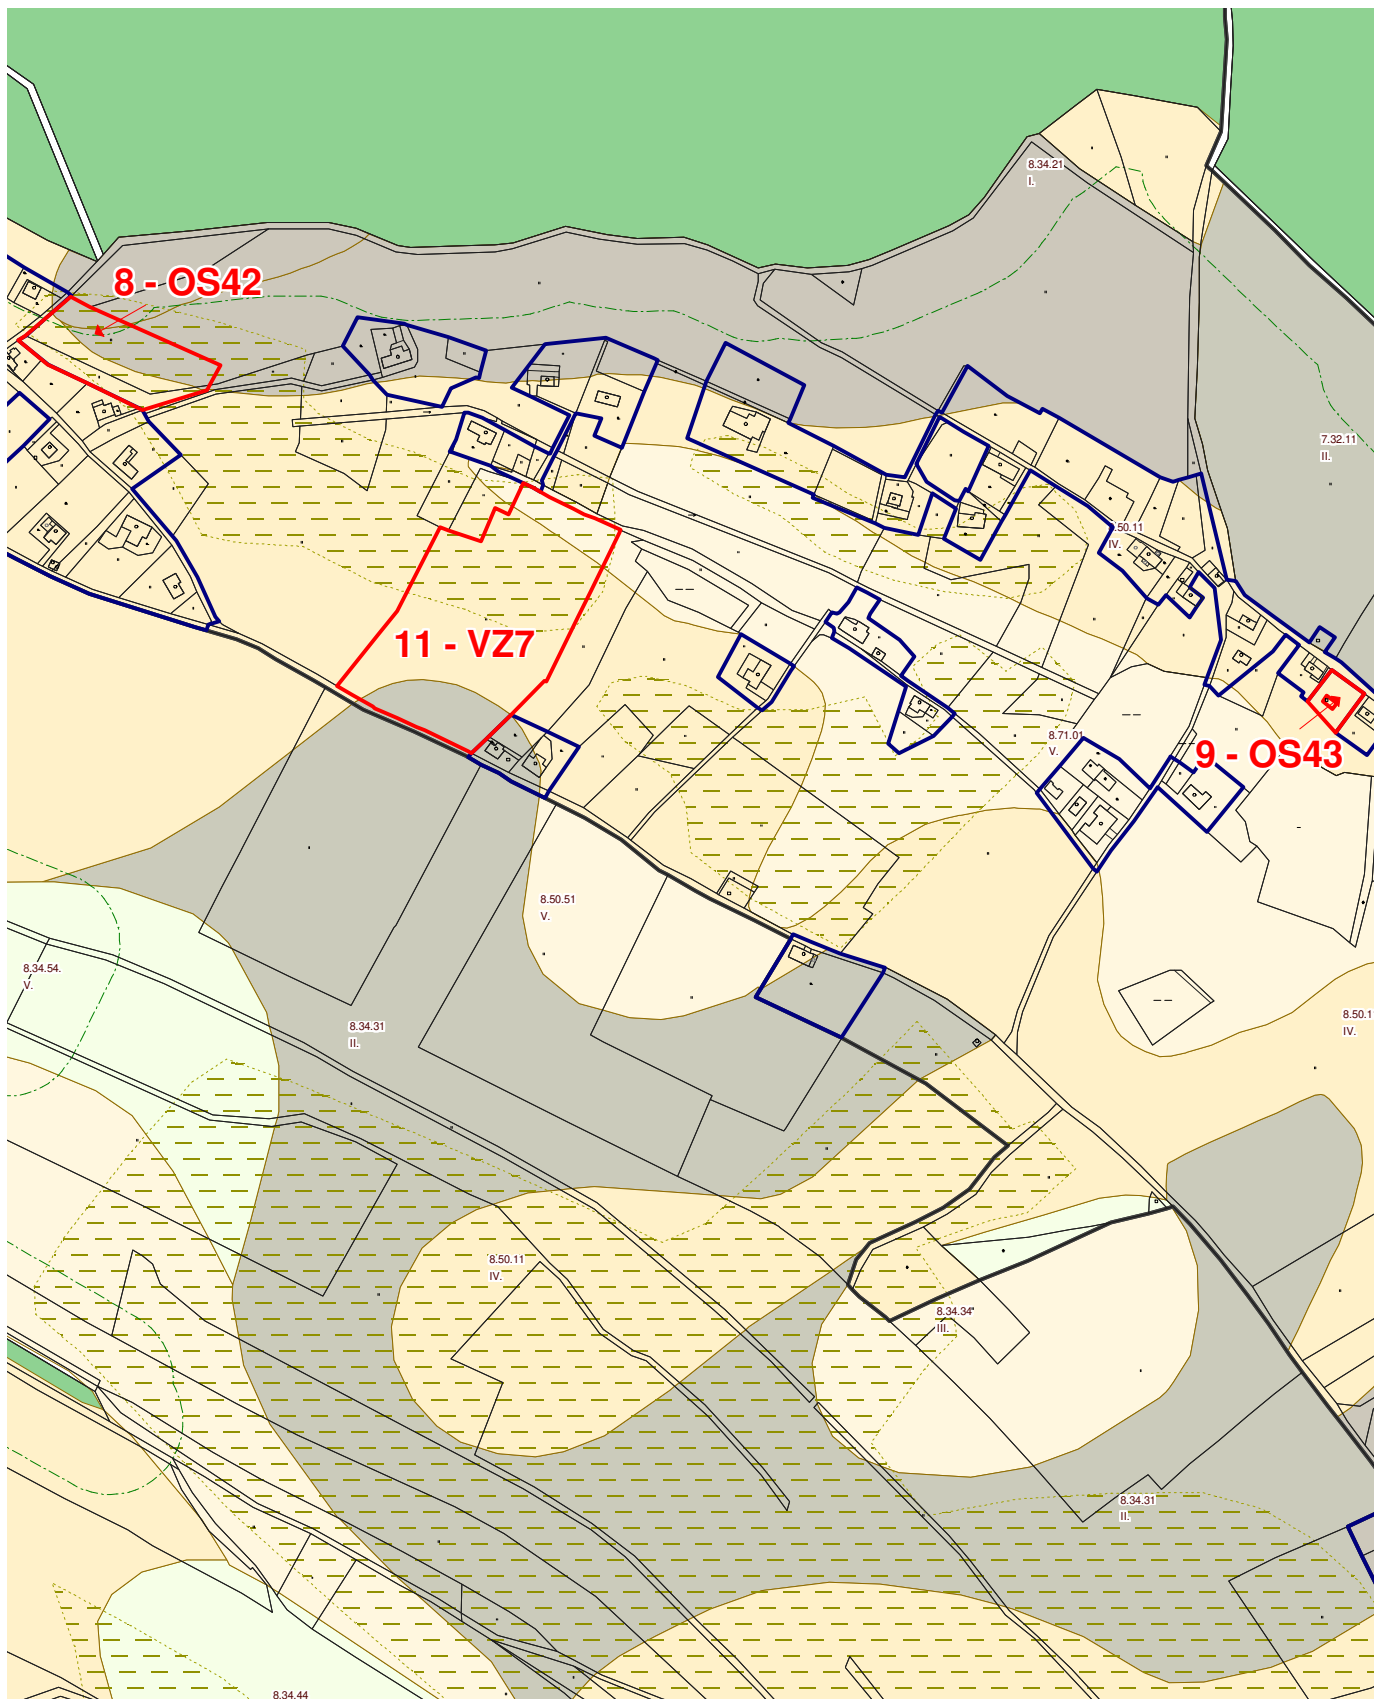 8.34.21
I.
8 - OS42
7.32.11
II.
.50.11
IV.
11 - VZ7
8.71.01
V.
9 - OS43
8.50.51
V.
8.34.54.
V.
8.34.31
II.
8.50.1
IV.
8.50.11
IV.
8.34.34
III.
8.34.31
II.
8.34.44